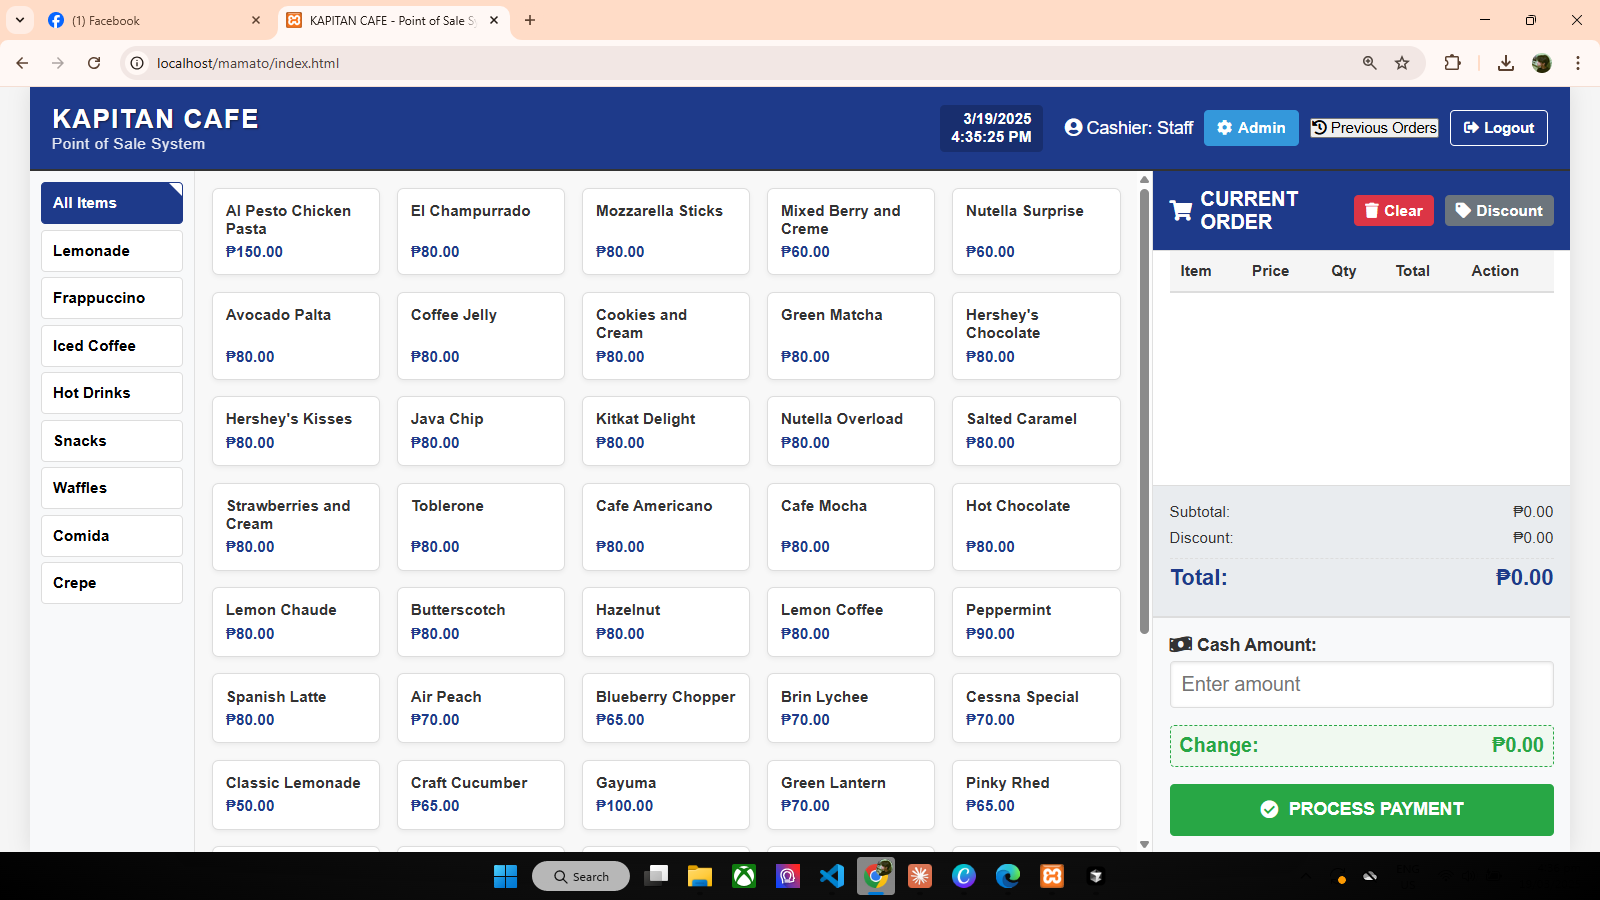 (1) Facebook
KAPITAN CAFE - Point of Sale S
localhost/mamato/index.html
KAPITAN CAFE
Point of Sale System
3/19/2025
4:35:25 PM
Cashier: Staff
Admin
Previous Orders
Logout
All Items
Lemonade
Frappuccino
Iced Coffee
Hot Drinks
Snacks
Waffles
Comida
Crepe
Al Pesto Chicken
Pasta
₱150.00
El Champurrado
₱80.00
Mozzarella Sticks
₱80.00
Mixed Berry and
Creme
₱60.00
Nutella Surprise
₱60.00
Avocado Palta
₱80.00
Coffee Jelly
₱80.00
Cookies and
Cream
₱80.00
Green Matcha
₱80.00
Hershey's
Chocolate
₱80.00
Hershey's Kisses
₱80.00
Java Chip
₱80.00
Kitkat Delight
₱80.00
Nutella Overload
₱80.00
Salted Caramel
₱80.00
Strawberries and
Cream
₱80.00
Toblerone
₱80.00
Cafe Americano
₱80.00
Cafe Mocha
₱80.00
Hot Chocolate
₱80.00
Lemon Chaude
₱80.00
Butterscotch
₱80.00
Hazelnut
₱80.00
Lemon Coffee
₱80.00
Peppermint
₱90.00
Spanish Latte
₱80.00
Air Peach
₱70.00
Blueberry Chopper
₱65.00
Brin Lychee
₱70.00
Cessna Special
₱70.00
Classic Lemonade
₱50.00
Craft Cucumber
₱65.00
Gayuma
₱100.00
Green Lantern
₱70.00
Pinky Rhed
₱65.00
CURRENT
ORDER
Clear
Discount
Item Price Qty Total Action
Subtotal: ₱0.00
Discount: ₱0.00
Total: ₱0.00
Cash Amount:
Enter amount
Change: ₱0.00
PROCESS PAYMENT
Search